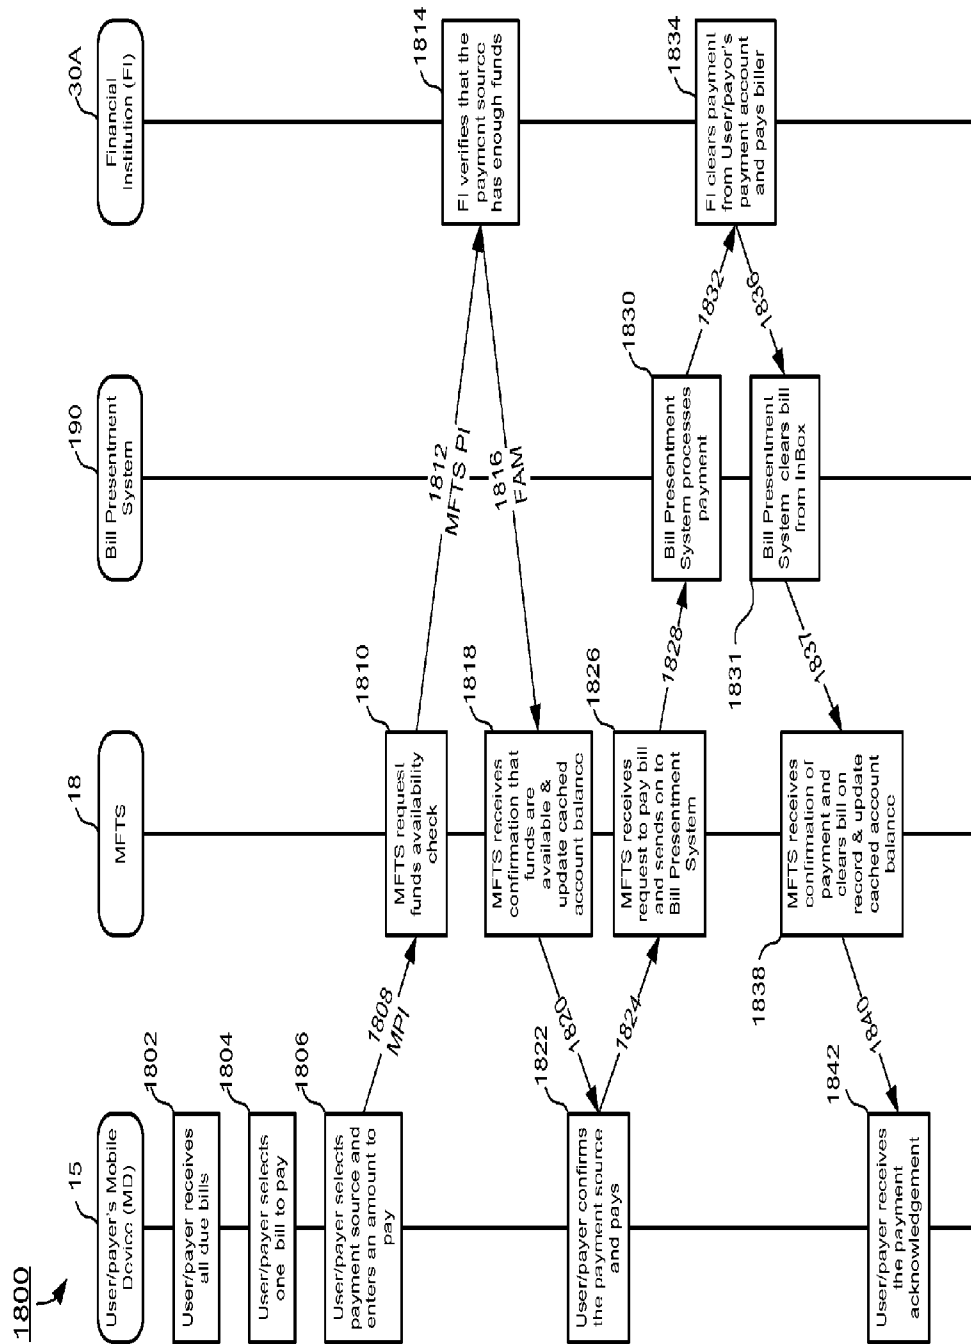 1800
15
User/payer's Mobile
Device (MD)
18
MFTS
190
Bill Presentment
System
30A
Financial
Institution (FI)
1802
User/payer receives
all due bills
1804
User/payer selects
one bill to pay
1806
User/payer selects
payment source and
enters an amount to
pay
1808
MPI
1810
MFTS request
funds availability
check
1812
MFTS PI
1814
FI verifies that the
payment source
has enough funds
1816
FAM
1818
MFTS receives
confirmation that
funds are
available &
update cached
account balance
1820
1822
User/payer confirms
the payment source
and pays
1824
1826
MFTS receives
request to pay bill
and sends on to
Bill Presentment
System
1828
1830
Bill Presentment
System processes
payment
1832
1834
FI clears payment
from User/payor's
payment account
and pays biller
1836
1831
Bill Presentment
System clears bill
from InBox
1837
1838
MFTS receives
confirmation of
payment and
clears bill on
record & update
cached account
balance
1840
1842
User/payer receives
the payment
acknowledgement